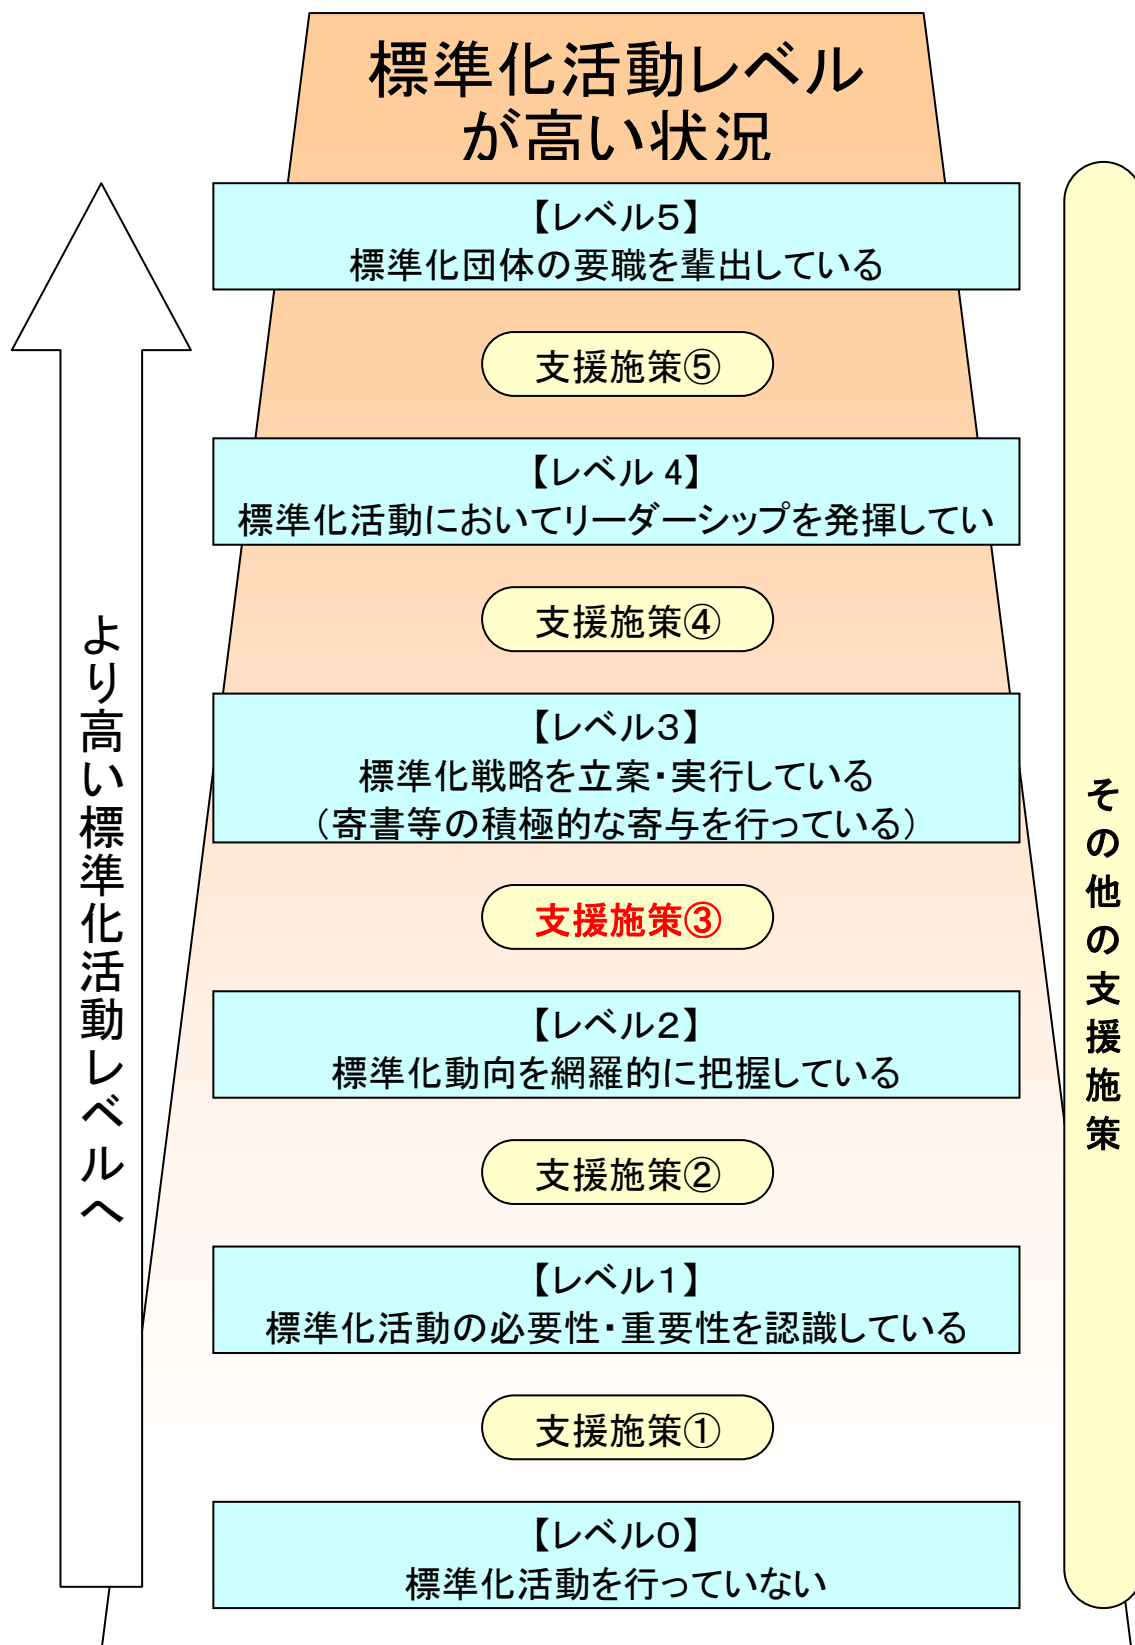 標準化活動レベル
が高い状況
【レベル５】
標準化団体の要職を輩出している
支援施策⑤
【レベル 4】
標準化活動においてリーダーシップを発揮してい
支援施策④
【レベル３】
標準化戦略を立案・実行している
（寄書等の積極的な寄与を行っている）
支援施策③
【レベル２】
標準化動向を網羅的に把握している
支援施策②
【レベル１】
標準化活動の必要性・重要性を認識している
支援施策①
【レベル０】
標準化活動を行っていない
より高い標準化活動レベルへ
その他の支援施策